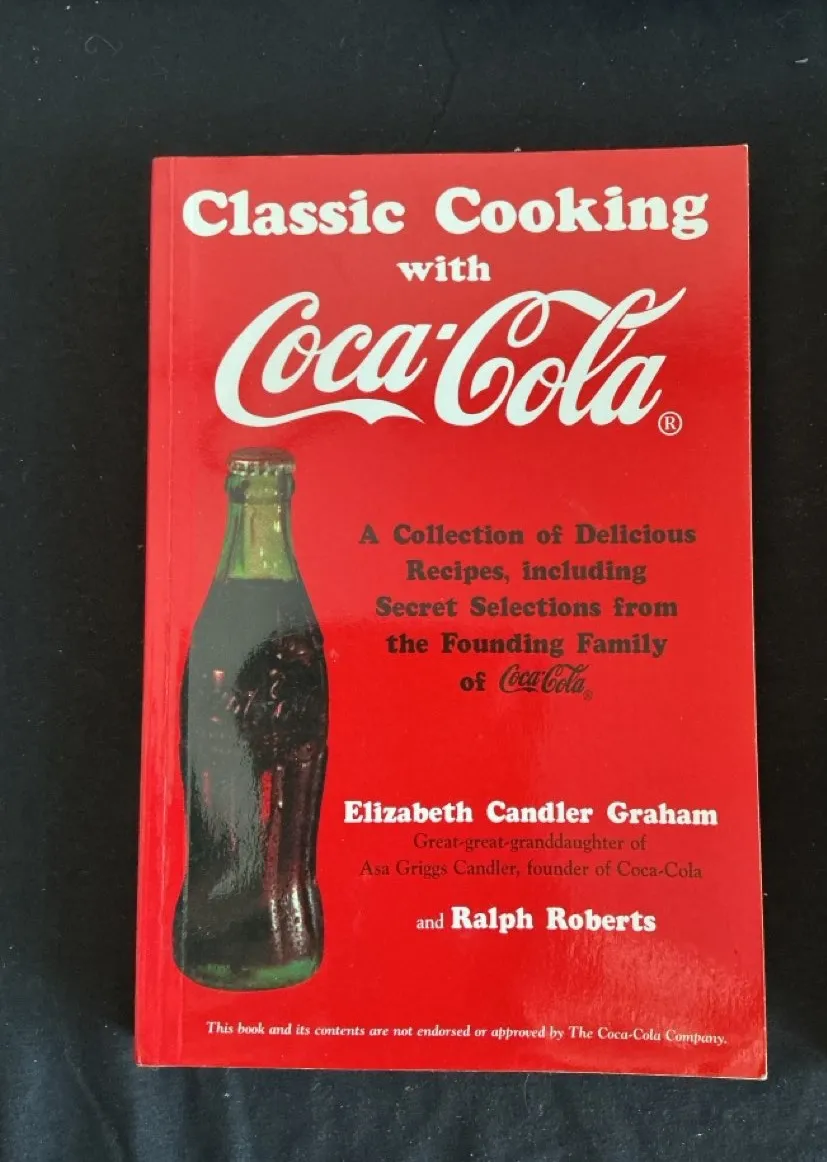 Classic Cooking
with
Coca-Cola®
A Collection of Delicious
Recipes, including
Secret Selections from
the Founding Family
of Coca-Cola®
Elizabeth Candler Graham
Great-great-granddaughter of
Asa Griggs Candler, founder of Coca-Cola
and Ralph Roberts
This book and its contents are not endorsed or approved by The Coca-Cola Company.